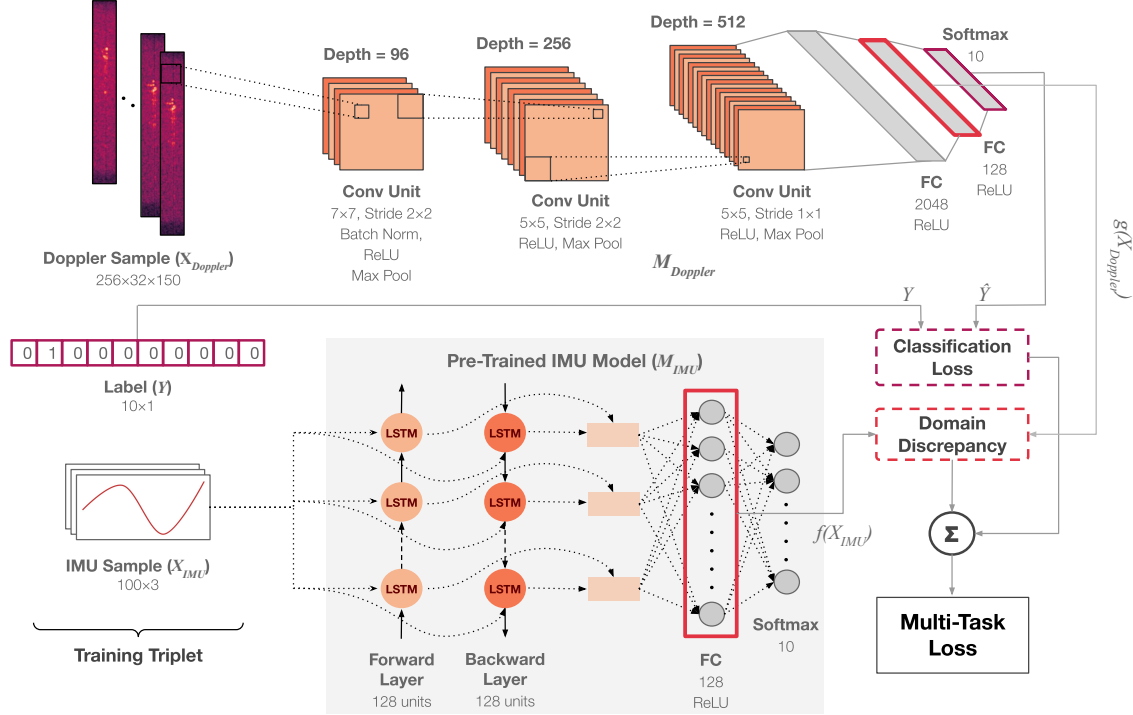 Depth = 96
Depth = 256
Depth = 512
Softmax
10
Conv Unit
7×7, Stride 2×2
Batch Norm,
ReLU
Max Pool
Conv Unit
5×5, Stride 2×2
ReLU, Max Pool
Conv Unit
5×5, Stride 1×1
ReLU, Max Pool
FC
2048
ReLU
FC
128
ReLU
Doppler Sample (X_Doppler)
256×32×150
M_Doppler
g(X_Doppler)
Y
Ŷ
0 1 0 0 0 0 0 0 0 0
Label (Y)
10×1
Pre-Trained IMU Model (M_IMU)
Classification
Loss
LSTM LSTM
Domain
Discrepancy
LSTM LSTM
f(X_IMU)
Σ
IMU Sample (X_IMU)
100×3
LSTM LSTM
Training Triplet
Forward
Layer
128 units
Backward
Layer
128 units
FC
128
ReLU
Softmax
10
Multi-Task
Loss